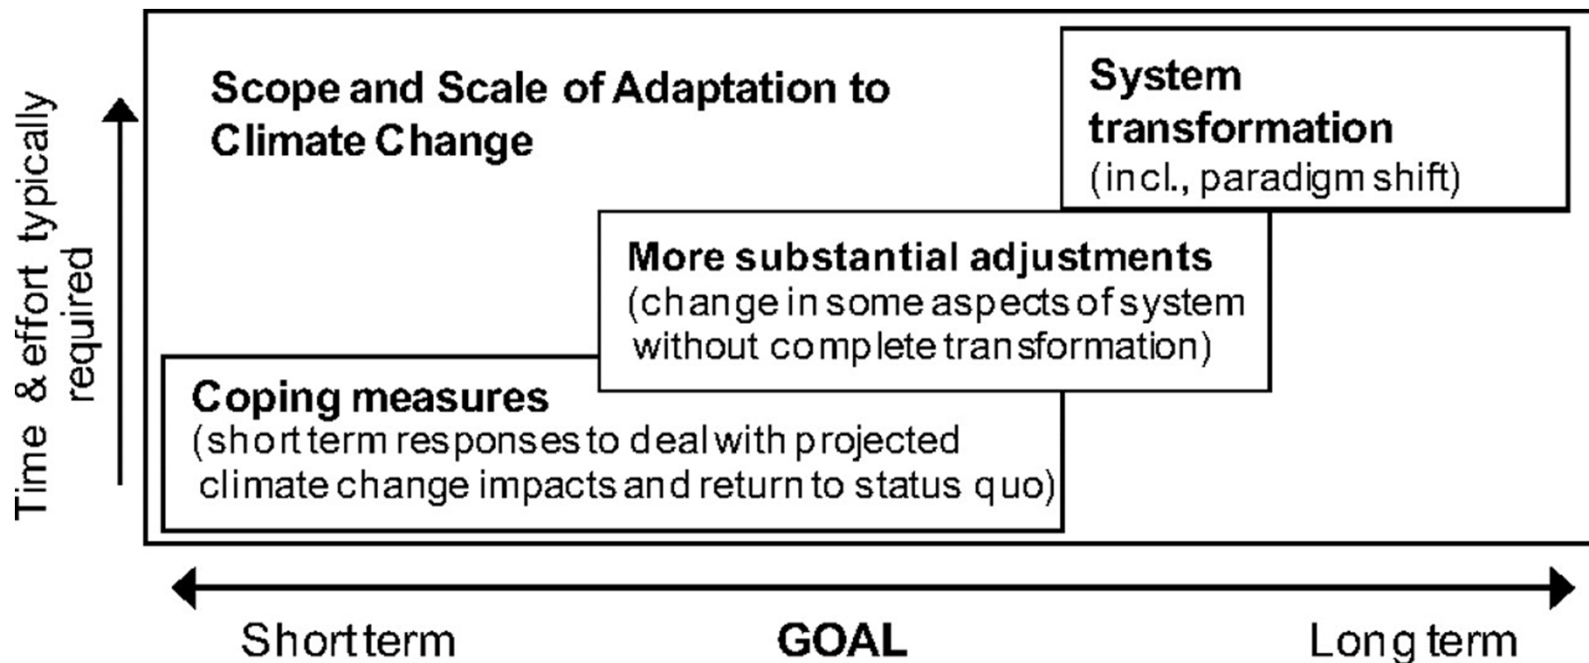 Scope and Scale of Adaptation to
Climate Change
System
transformation
(incl., paradigm shift)
More substantial adjustments
(change in some aspects of system
without complete transformation)
Coping measures
(short term responses to deal with projected
climate change impacts and return to status quo)
Time & effort typically
required
Short term
GOAL
Long term